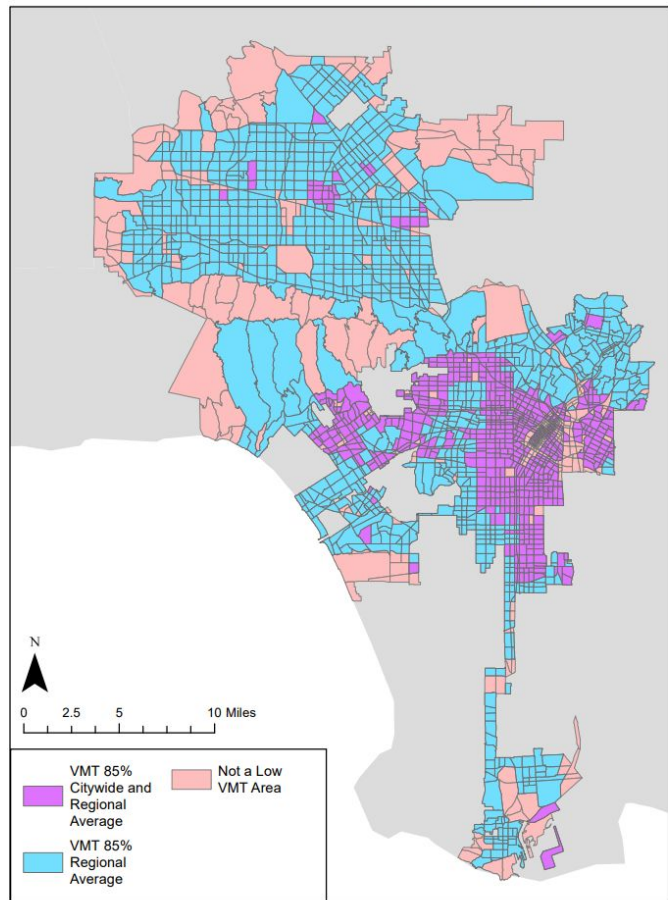 N
0 2.5 5 10 Miles
VMT 85%
Citywide and
Regional
Average
Not a Low
VMT Area
VMT 85%
Regional
Average